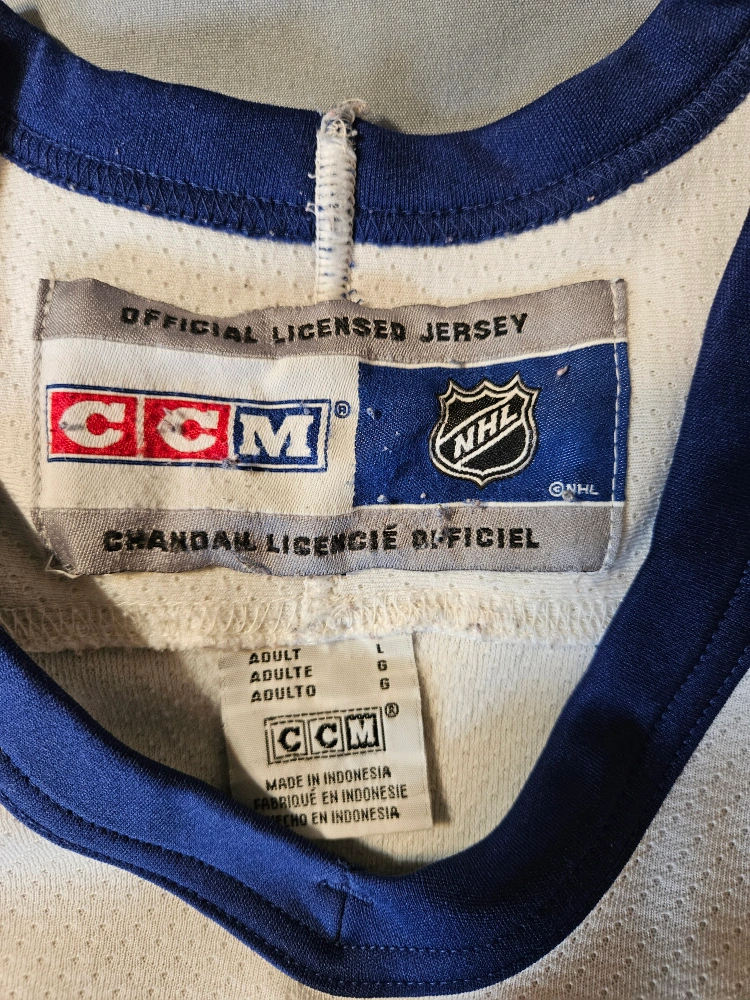 OFFICIAL LICENSED JERSEY
CCM®
NHL
©NHL
CHANDAIL LICENCIÉ OFFICIEL
ADULT L
ADULTE G
ADULTO G
CCM®
MADE IN INDONESIA
FABRIQUÉ EN INDONESIE
HECHO EN INDONESIA